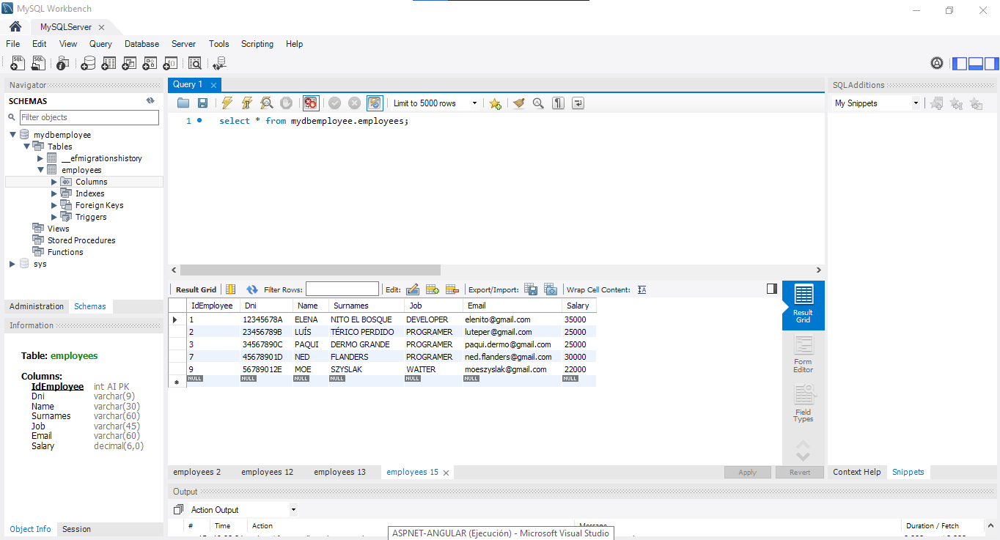 MySQL Workbench
MySQLServer
File Edit View Query Database Server Tools Scripting Help
Navigator
SCHEMAS
Filter objects
mydbemployee
Tables
__efmigrationshistory
employees
Columns
Indexes
Foreign Keys
Triggers
Views
Stored Procedures
Functions
sys
Administration Schemas
Information
Table: employees
Columns:
IdEmployee int AI PK
Dni varchar(9)
Name varchar(30)
Surnames varchar(60)
Job varchar(45)
Email varchar(60)
Salary decimal(6,0)
Object Info Session
Query 1
Limit to 5000 rows
1 select * from mydbemployee.employees;
Result Grid Filter Rows: Edit: Export/Import: Wrap Cell Content:
IdEmployee Dni Name Surnames Job Email Salary
1 12345678A ELENA NITO EL BOSQUE DEVELOPER elenito@gmail.com 35000
2 23456789B LUÍS TÉRICO PERDIDO PROGRAMER luteper@gmail.com 25000
3 34567890C PAQUI DERMO GRANDE PROGRAMER paqui.dermo@gmail.com 25000
7 45678901D NED FLANDERS PROGRAMER ned.flanders@gmail.com 30000
9 56789012E MOE SZYSLAK WAITER moeszyslak@gmail.com 22000
NULL NULL NULL NULL NULL NULL NULL
Result
Grid
Form
Editor
Field
Types
employees 2 employees 12 employees 13 employees 15
Apply Revert
Output
Action Output
# Time Action Message Duration / Fetch
ASPNET-ANGULAR (Ejecución) - Microsoft Visual Studio
SQLAdditions
My Snippets
Context Help Snippets